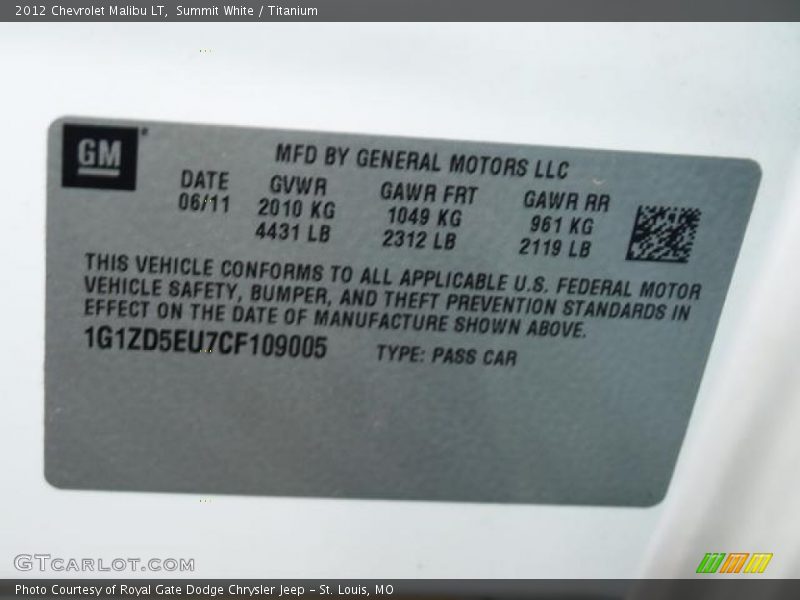 2012 Chevrolet Malibu LT, Summit White / Titanium
GM
MFD BY GENERAL MOTORS LLC
DATE GVWR GAWR FRT GAWR RR
06/11 2010 KG 1049 KG 961 KG
4431 LB 2312 LB 2119 LB
THIS VEHICLE CONFORMS TO ALL APPLICABLE U.S. FEDERAL MOTOR
VEHICLE SAFETY, BUMPER, AND THEFT PREVENTION STANDARDS IN
EFFECT ON THE DATE OF MANUFACTURE SHOWN ABOVE.
1G1ZD5EU7CF109005 TYPE: PASS CAR
GTCARLOT.COM
Photo Courtesy of Royal Gate Dodge Chrysler Jeep - St. Louis, MO